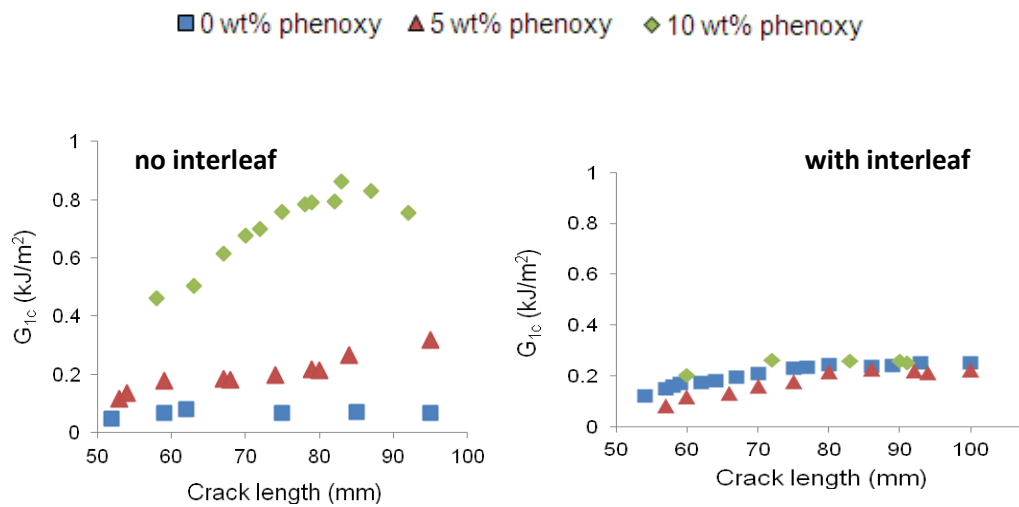 0 wt% phenoxy 5 wt% phenoxy 10 wt% phenoxy
no interleaf
G1c (kJ/m²)
1
0.8
0.6
0.4
0.2
0
50 60 70 80 90 100
Crack length (mm)
with interleaf
G1c (kJ/m²)
1
0.8
0.6
0.4
0.2
0
50 60 70 80 90 100
Crack length (mm)